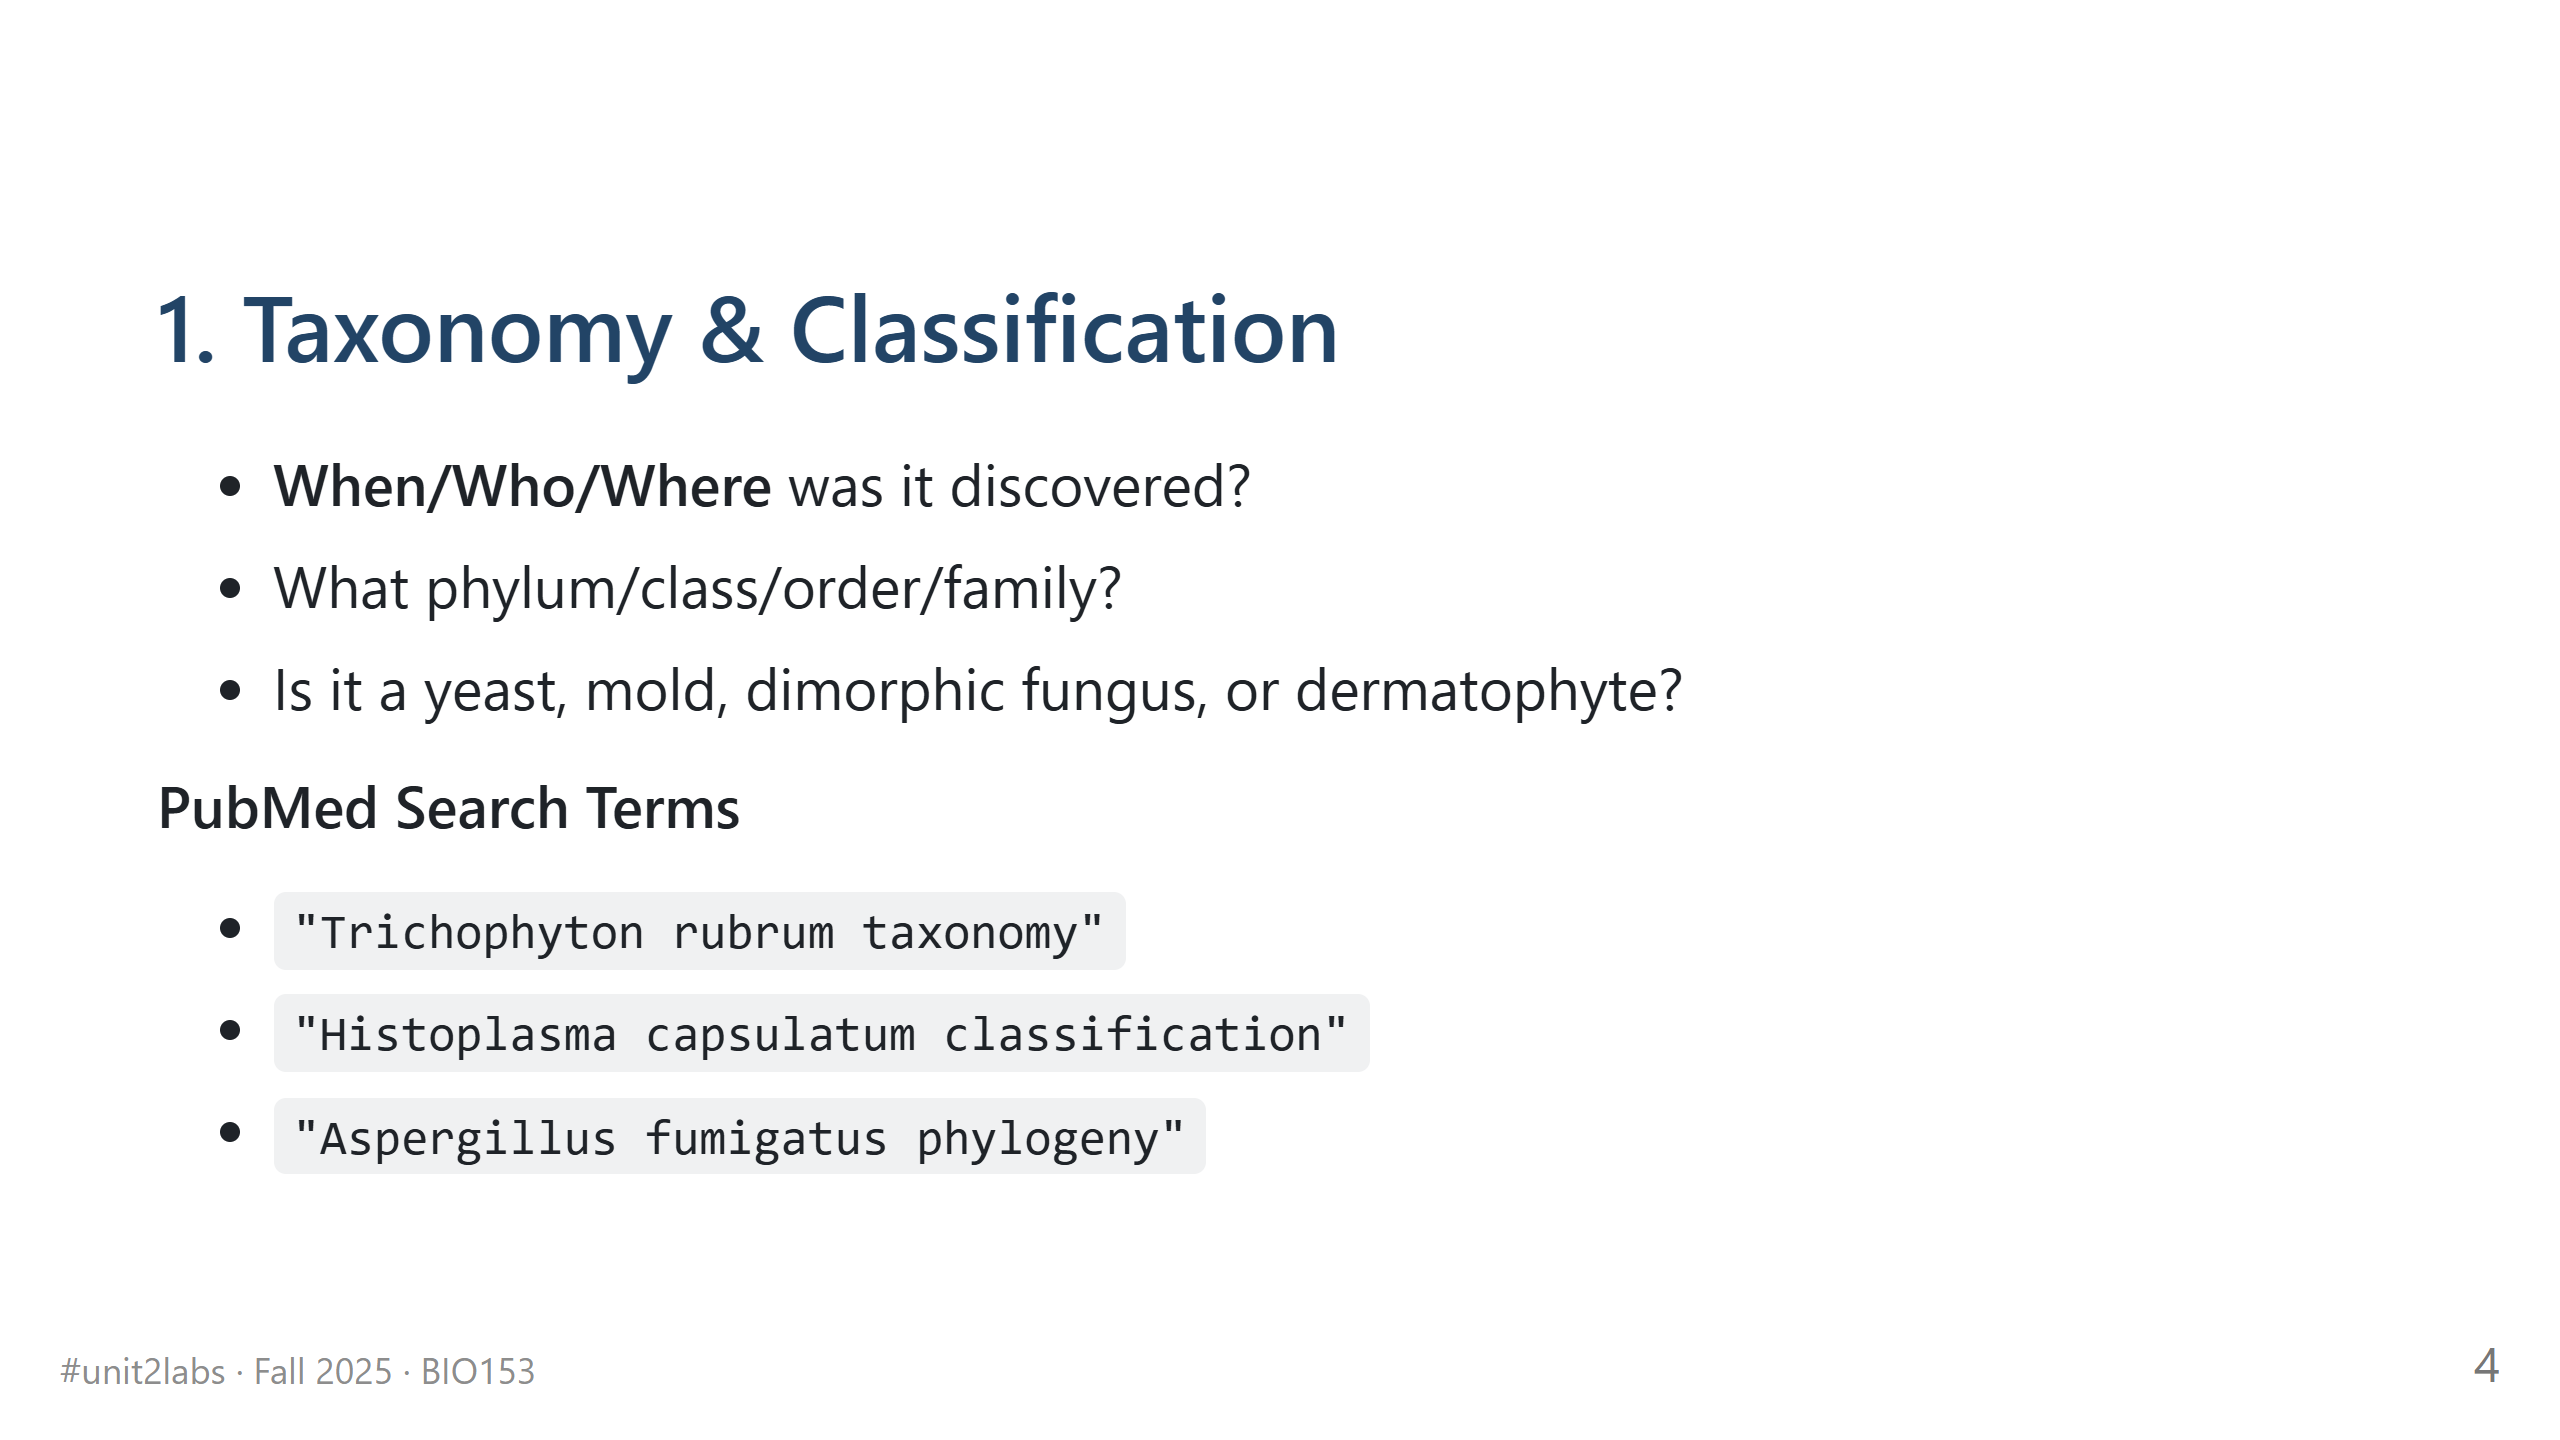 1. Taxonomy & Classification
• When/Who/Where was it discovered?
• What phylum/class/order/family?
• Is it a yeast, mold, dimorphic fungus, or dermatophyte?
PubMed Search Terms
• "Trichophyton rubrum taxonomy"
• "Histoplasma capsulatum classification"
• "Aspergillus fumigatus phylogeny"
#unit2labs · Fall 2025 · BIO153
4